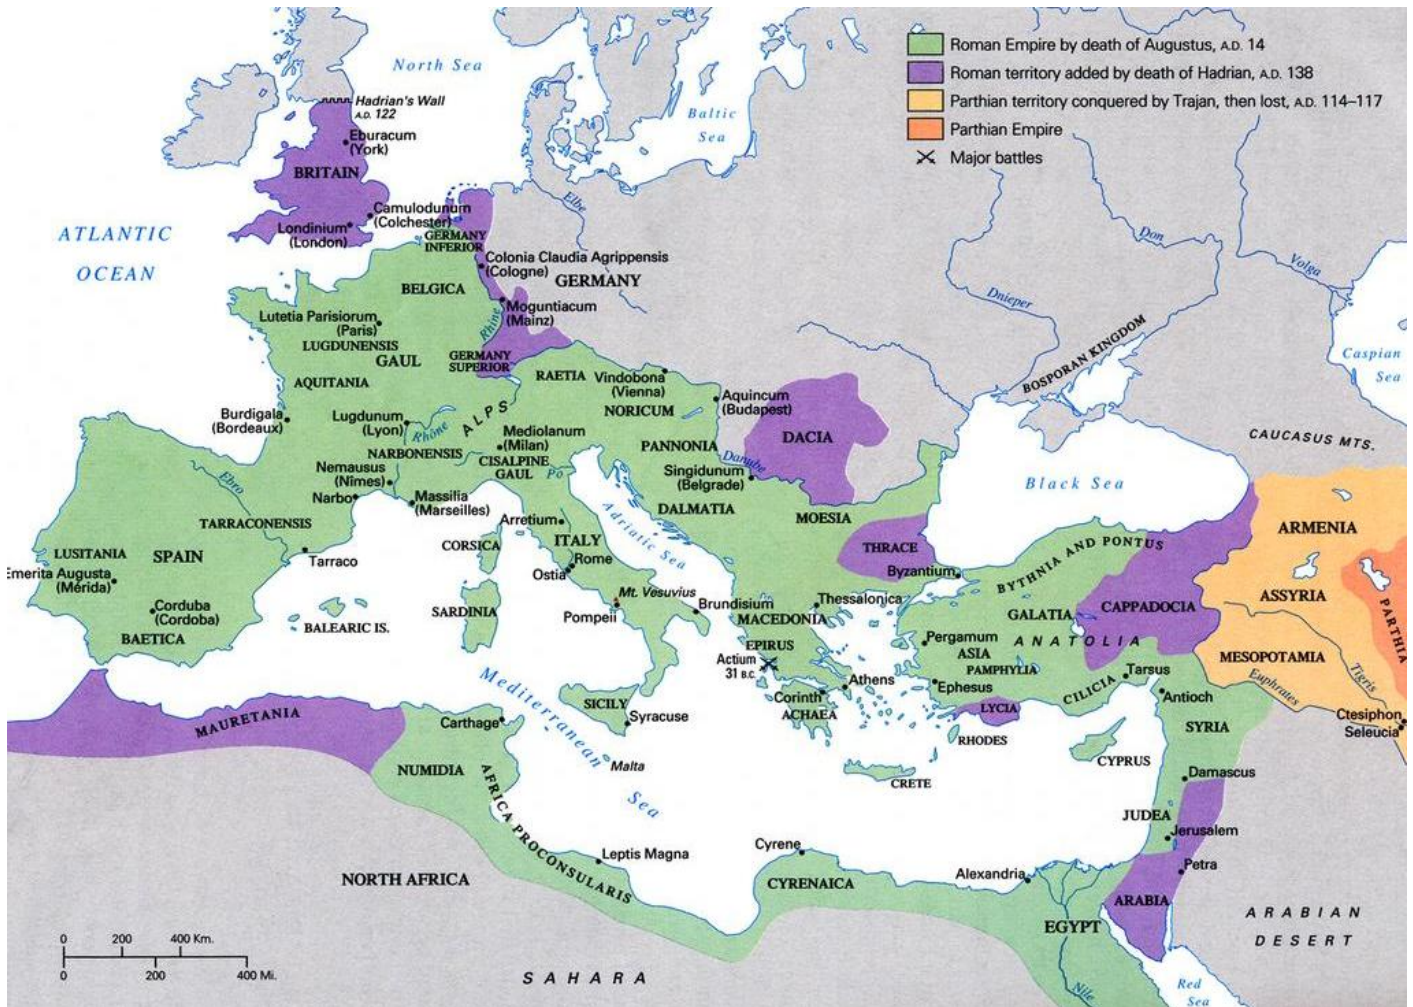 Roman Empire by death of Augustus, A.D. 14
Roman territory added by death of Hadrian, A.D. 138
Parthian territory conquered by Trajan, then lost, A.D. 114–117
Parthian Empire
Major battles
North Sea
Baltic
Sea
Hadrian's Wall
A.D. 122
Eburacum
(York)
BRITAIN
Camulodunum
(Colchester)
Londinium
(London)
ATLANTIC
OCEAN
Elbe
GERMANY
INFERIOR
Colonia Claudia Agrippensis
(Cologne)
GERMANY
BELGICA
Moguntiacum
(Mainz)
Rhine
Lutetia Parisiorum
(Paris)
LUGDUNENSIS
GAUL
GERMANY
SUPERIOR
AQUITANIA
RAETIA
Vindobona
(Vienna)
NORICUM
Aquincum
(Budapest)
DACIA
Burdigala
(Bordeaux)
Lugdunum
(Lyon)
Rhône
ALPS
Mediolanum
(Milan)
CISALPINE
GAUL
Po
NARBONENSIS
PANNONIA
Danube
Singidunum
(Belgrade)
Nemausus
(Nîmes)
Narbo
Massilia
(Marseilles)
Ebro
TARRACONENSIS
DALMATIA
MOESIA
Adriatic Sea
Arretium
ITALY
CORSICA
THRACE
Byzantium
LUSITANIA
SPAIN
Tarraco
Rome
Ostia
Emerita Augusta
(Mérida)
Mt. Vesuvius
Pompeii
Brundisium
Thessalonica
MACEDONIA
Corduba
(Cordoba)
BAETICA
BALEARIC IS.
SARDINIA
EPIRUS
Actium
31 B.C.
Athens
Corinth
ACHAEA
Mediterranean
Sea
SICILY
Syracuse
Malta
MAURETANIA
Carthage
NUMIDIA
AFRICA PROCONSULARIS
Leptis Magna
NORTH AFRICA
SAHARA
Cyrene
CYRENAICA
CRETE
RHODES
CYPRUS
Alexandria
EGYPT
Nile
Red
Sea
ARABIA
Petra
Jerusalem
JUDEA
Damascus
SYRIA
Antioch
Tarsus
CILICIA
LYCIA
PAMPHYLIA
Ephesus
Pergamum
ASIA
ANATOLIA
GALATIA
CAPPADOCIA
BYTHNIA AND PONTUS
Black Sea
BOSPORAN KINGDOM
Dnieper
Don
Volga
Caspian
Sea
CAUCASUS MTS.
ARMENIA
ASSYRIA
PARTHIA
MESOPOTAMIA
Euphrates
Tigris
Ctesiphon
Seleucia
ARABIAN
DESERT
0 200 400 Km.
0 200 400 Mi.